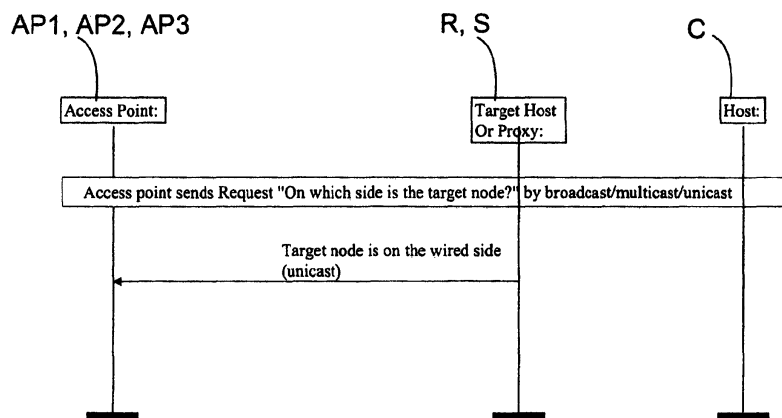 AP1, AP2, AP3
R, S
C
Access Point:
Target Host
Or Proxy:
Host:
Access point sends Request "On which side is the target node?" by broadcast/multicast/unicast
Target node is on the wired side
(unicast)